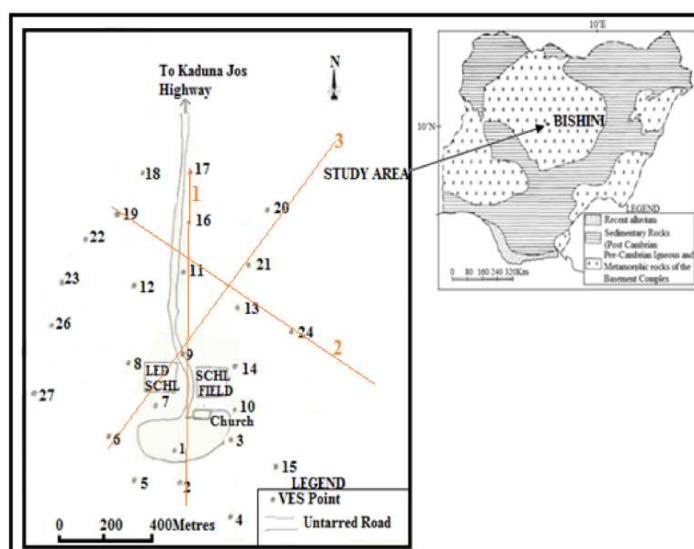 To Kaduna Jos
Highway
N
3
STUDY AREA
17
18
1
20
19
16
22
11
21
23
12
13
26
24
9
2
8
LED
SCHL
SCHL
FIELD
14
27
7
10
Church
6
1
3
15
5
2
4
LEGEND
VES Point
Untarred Road
0 200 400Metres
10°E
10°N
BISHINI
LEGEND
Recent alluvium
Sedimentary Rocks
(Post Cambrian
Pre-Cambrian Igneous and
Metamorphic rocks of the
Basement Complex
0 80 160 240 320Km